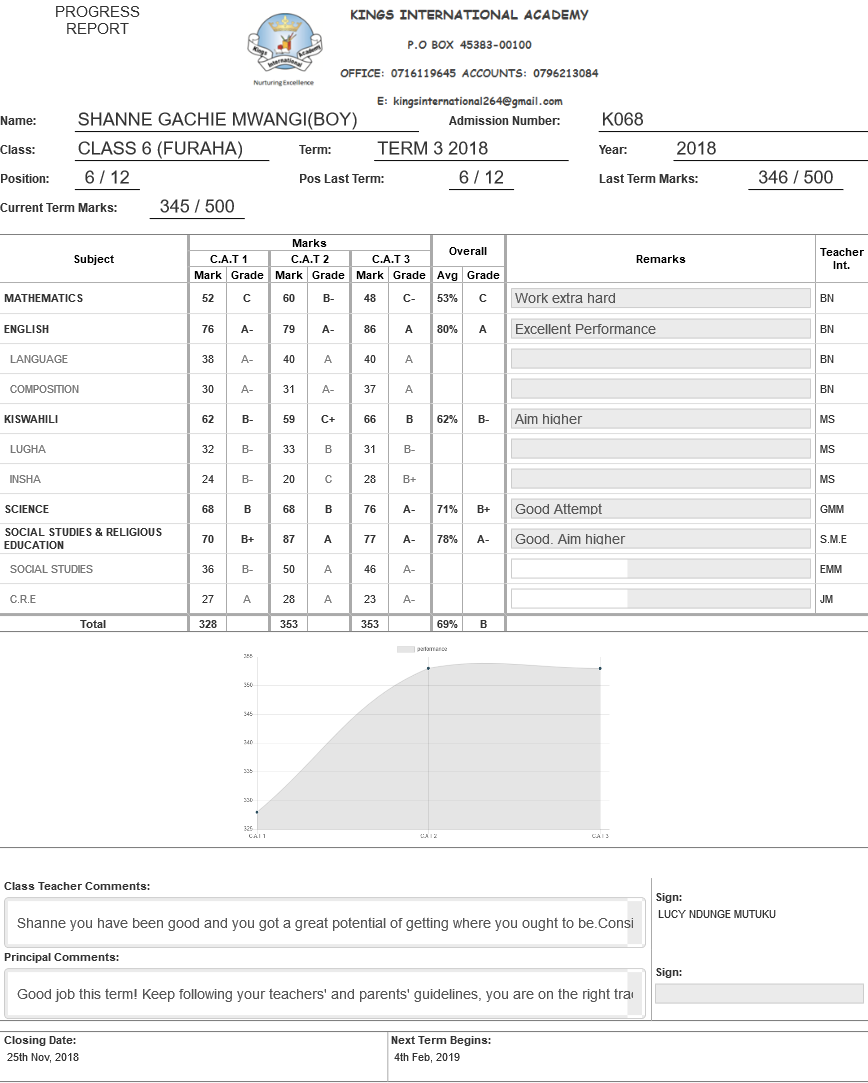 PROGRESS
REPORT
KINGS INTERNATIONAL ACADEMY
P.O BOX 45383-00100
OFFICE: 0716119645 ACCOUNTS: 0796213084
E: kingsinternational264@gmail.com
Kings International Academy
Nurturing Excellence
Name: SHANNE GACHIE MWANGI(BOY) Admission Number: K068
Class: CLASS 6 (FURAHA) Term: TERM 3 2018 Year: 2018
Position: 6 / 12 Pos Last Term: 6 / 12 Last Term Marks: 346 / 500
Current Term Marks: 345 / 500
Subject Marks Overall Remarks Teacher Int.
C.A.T 1 C.A.T 2 C.A.T 3
Mark Grade Mark Grade Mark Grade Avg Grade
MATHEMATICS 52 C 60 B- 48 C- 53% C Work extra hard BN
ENGLISH 76 A- 79 A- 86 A 80% A Excellent Performance BN
LANGUAGE 38 A- 40 A 40 A BN
COMPOSITION 30 A- 31 A- 37 A BN
KISWAHILI 62 B- 59 C+ 66 B 62% B- Aim higher MS
LUGHA 32 B- 33 B 31 B- MS
INSHA 24 B- 20 C 28 B+ MS
SCIENCE 68 B 68 B 76 A- 71% B+ Good Attempt GMM
SOCIAL STUDIES & RELIGIOUS
EDUCATION 70 B+ 87 A 77 A- 78% A- Good. Aim higher S.M.E
SOCIAL STUDIES 36 B- 50 A 46 A- EMM
C.R.E 27 A 28 A 23 A- JM
Total 328 353 353 69% B
performance
355
350
345
340
335
330
325
C.A.T 1 C.A.T 2 C.A.T 3
Class Teacher Comments:
Shanne you have been good and you got a great potential of getting where you ought to be.Consi
Sign:
LUCY NDUNGE MUTUKU
Principal Comments:
Good job this term! Keep following your teachers' and parents' guidelines, you are on the right tra
Sign:
Closing Date: Next Term Begins:
25th Nov, 2018 4th Feb, 2019